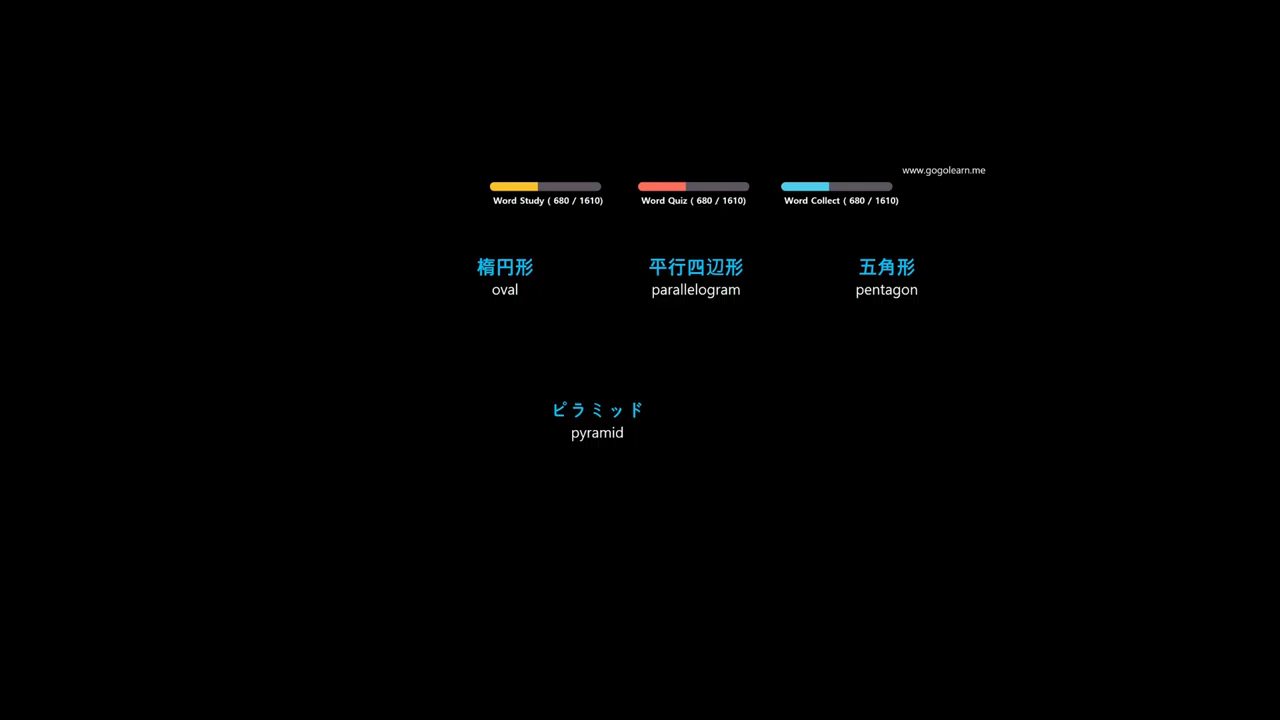 www.gogolearn.me
Word Study ( 680 / 1610)
Word Quiz ( 680 / 1610)
Word Collect ( 680 / 1610)
楕円形
oval
平行四辺形
parallelogram
五角形
pentagon
ピラミッド
pyramid